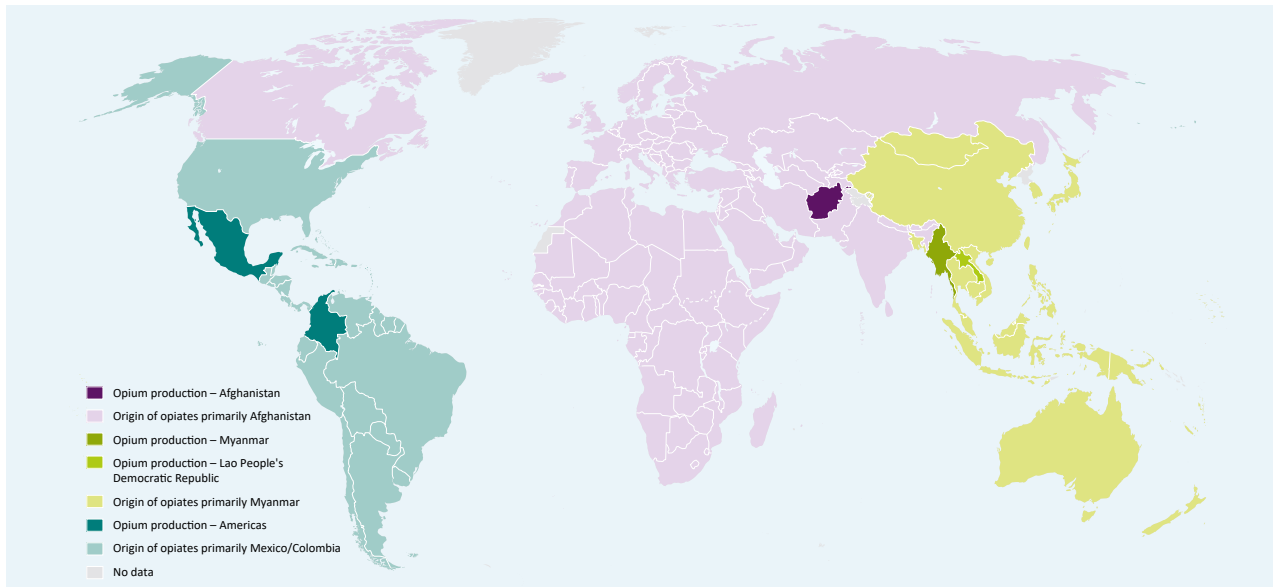 Opium production – Afghanistan
Origin of opiates primarily Afghanistan
Opium production – Myanmar
Opium production – Lao People's
Democratic Republic
Origin of opiates primarily Myanmar
Opium production – Americas
Origin of opiates primarily Mexico/Colombia
No data